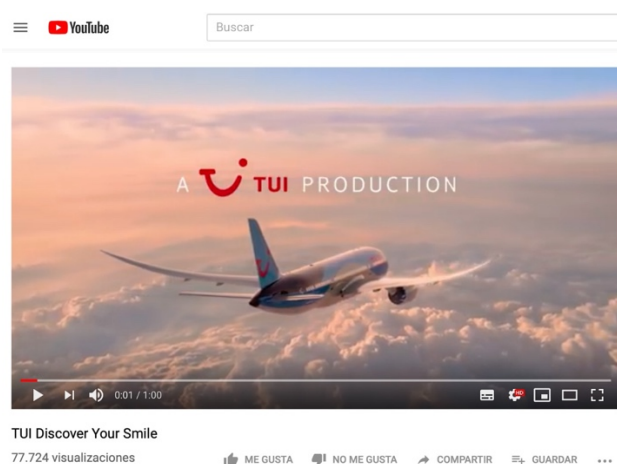 YouTube
Buscar
A TUI PRODUCTION
0:01 / 1:00
HD
TUI Discover Your Smile
77.724 visualizaciones
ME GUSTA NO ME GUSTA COMPARTIR GUARDAR